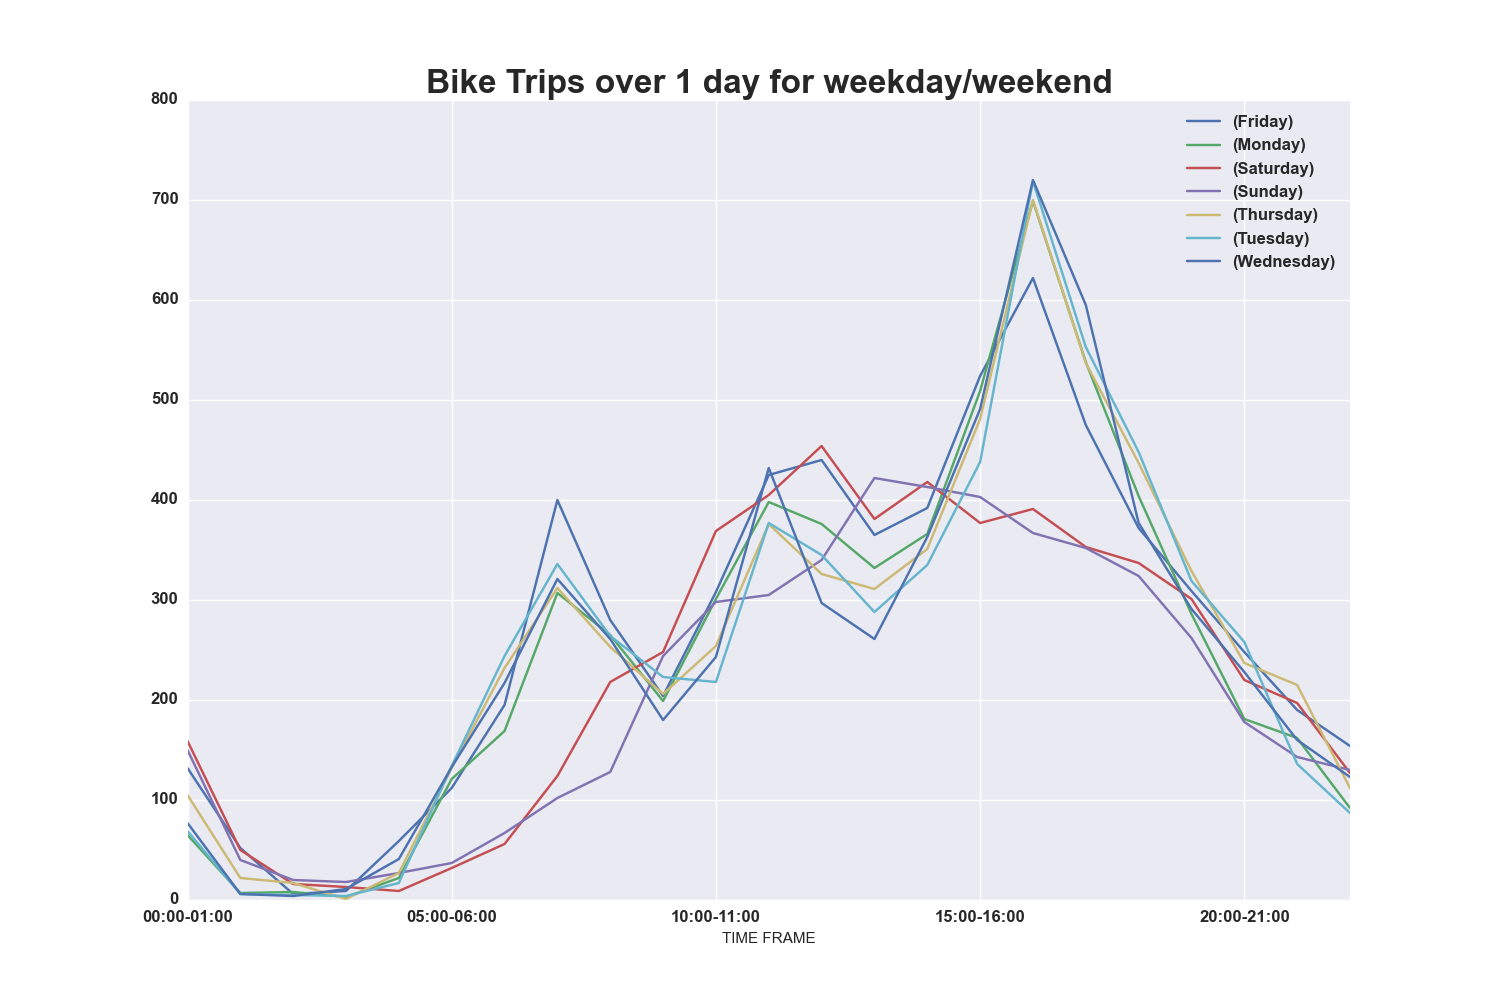 Bike Trips over 1 day for weekday/weekend
800
700
600
500
400
300
200
100
0
(Friday)
(Monday)
(Saturday)
(Sunday)
(Thursday)
(Tuesday)
(Wednesday)
00:00-01:00 05:00-06:00 10:00-11:00 15:00-16:00 20:00-21:00
TIME FRAME